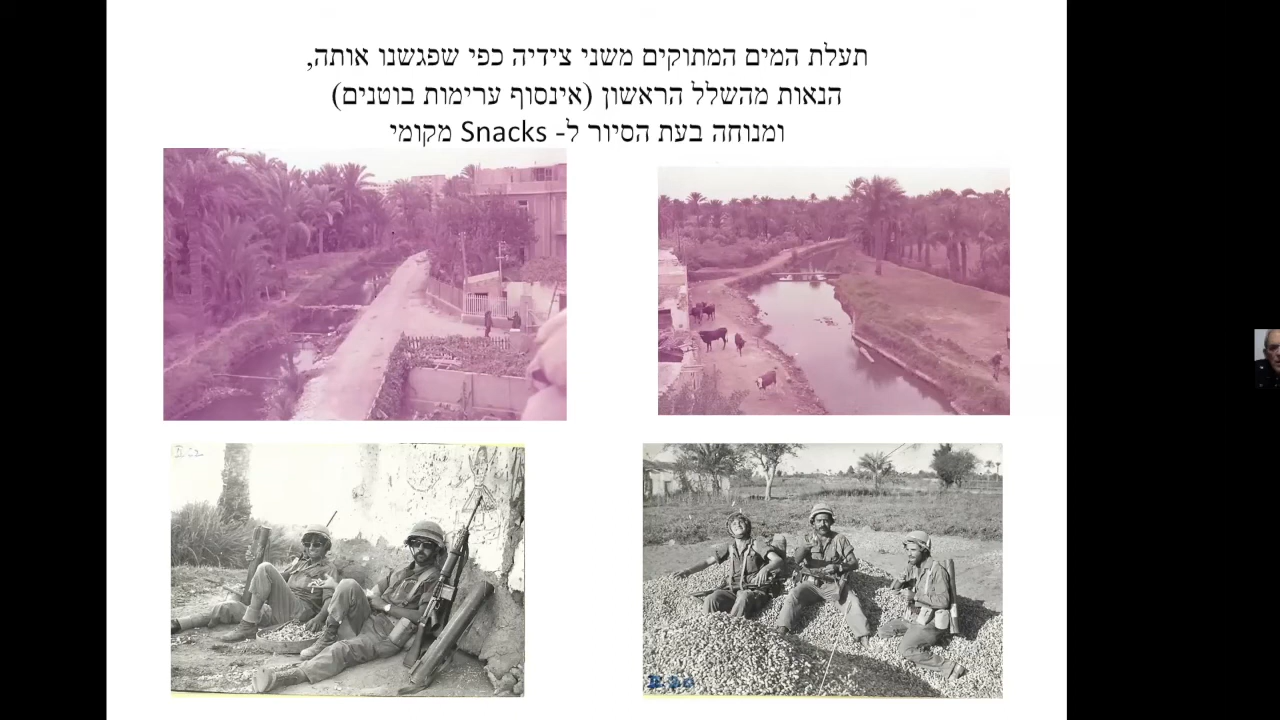 תעלת המים המתוקים משני צידיה כפי שפגשנו אותה,
הנאות מהשלל הראשון (אינסוף ערימות בוטנים)
ומנוחה בעת הסיור ל- Snacks מקומי